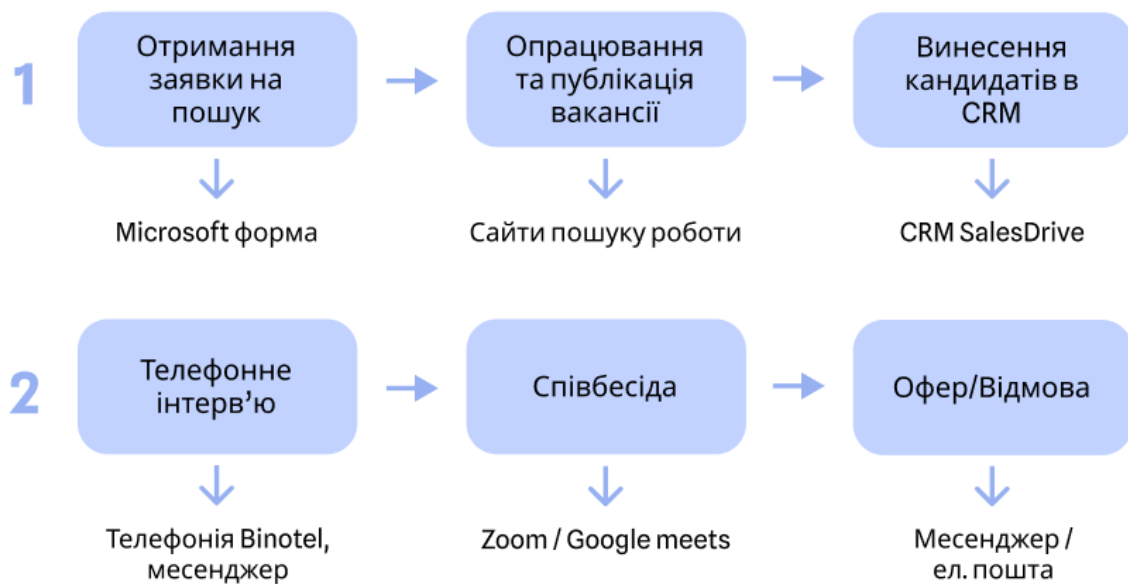 1
Отримання
заявки на
пошук
Опрацювання
та публікація
вакансії
Винесення
кандидатів в
CRM
Microsoft форма
Сайти пошуку роботи
CRM SalesDrive
2
Телефонне
інтерв’ю
Співбесіда
Офер/Відмова
Телефонія Binotel,
месенджер
Zoom / Google meets
Месенджер /
ел. пошта